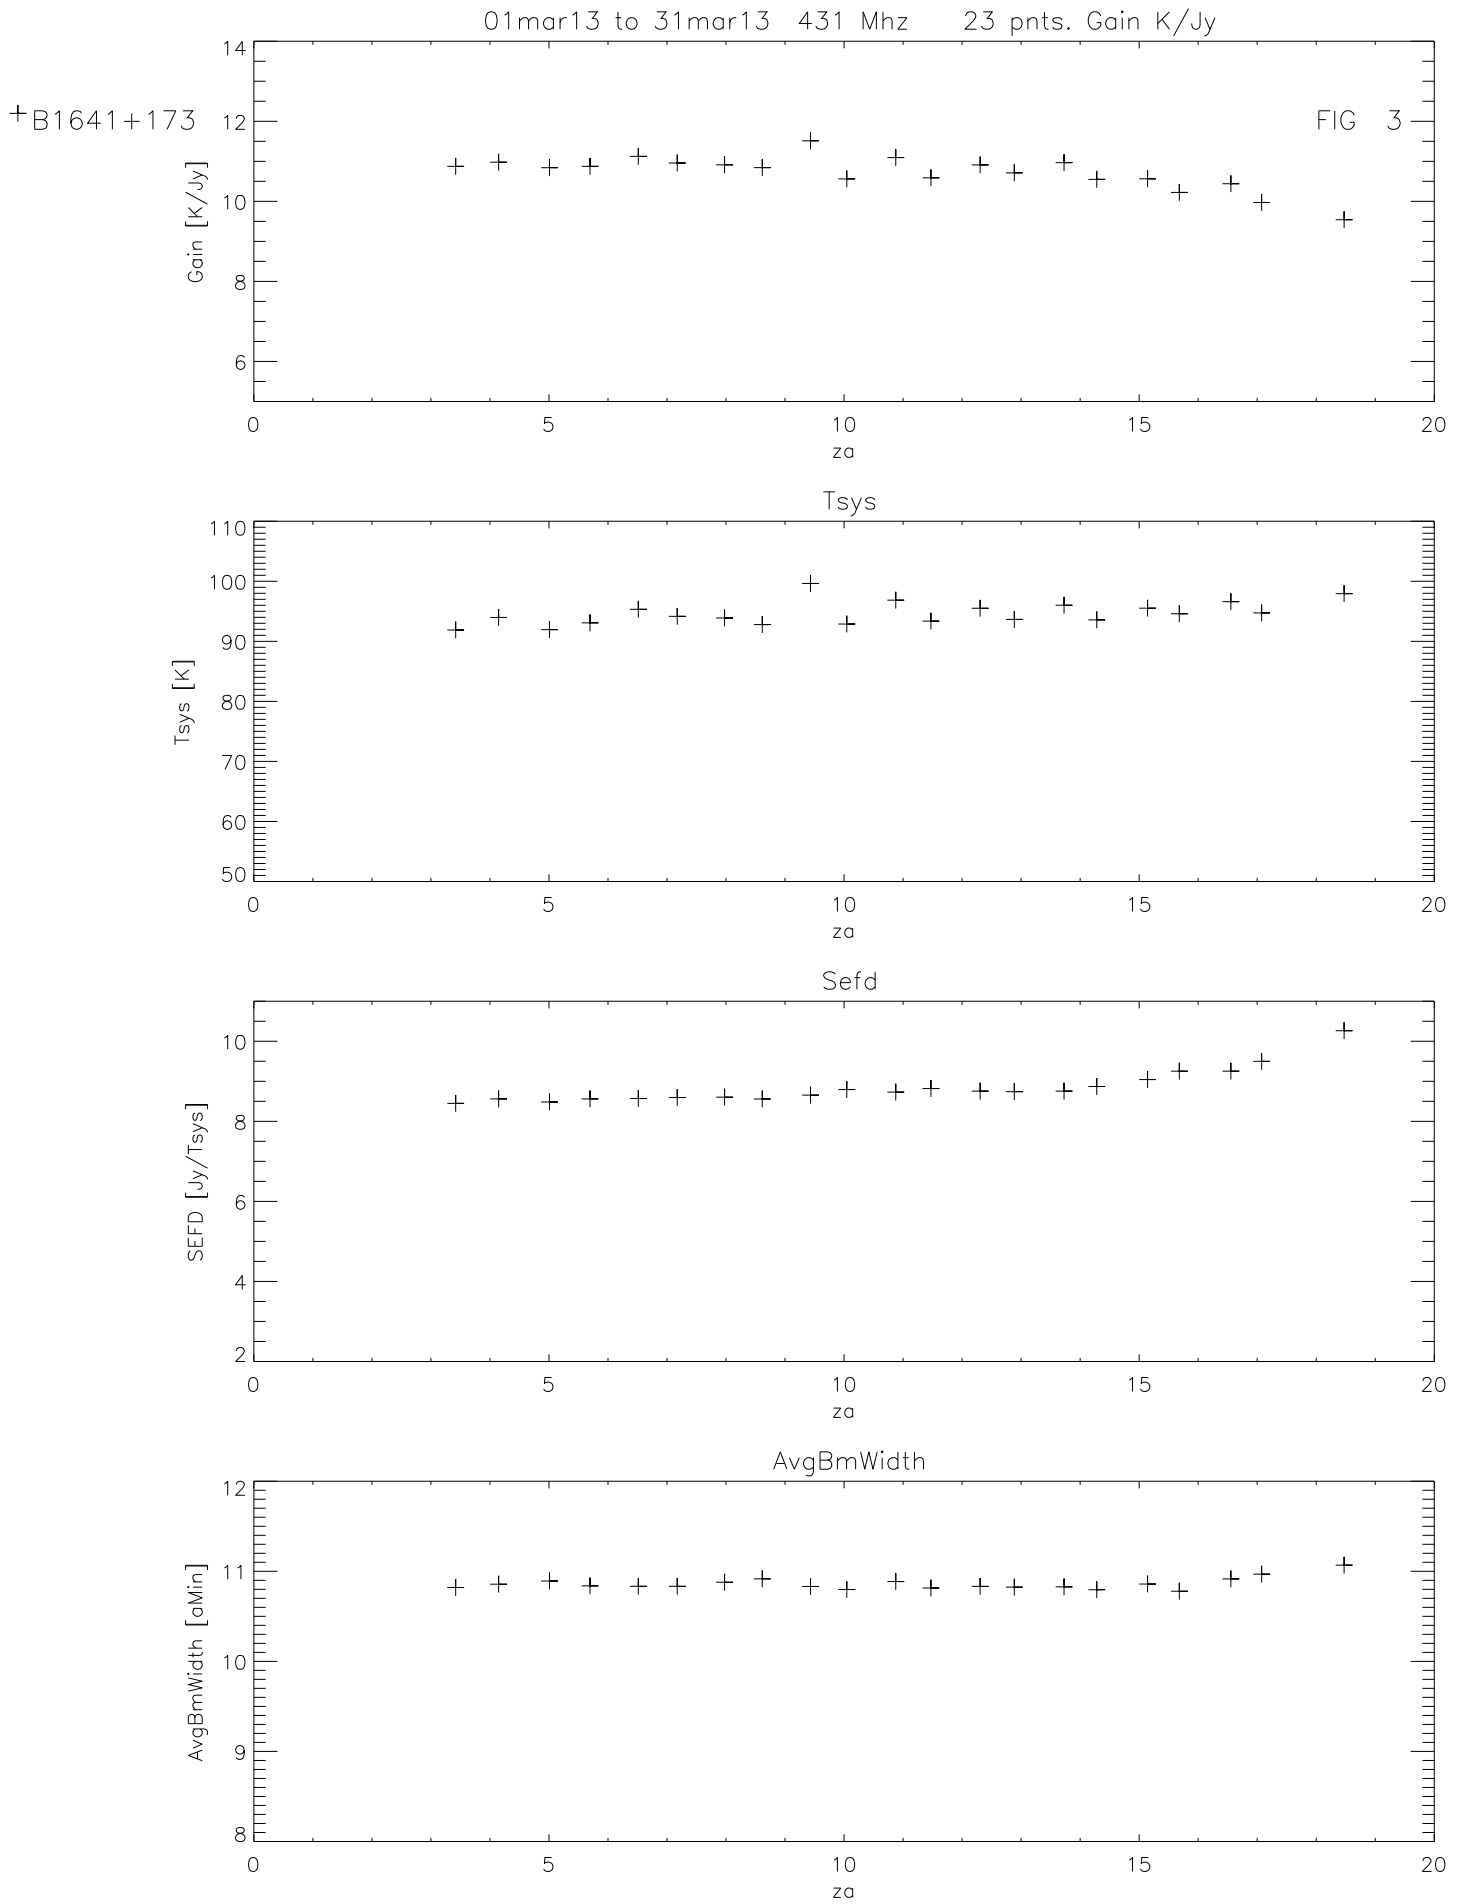 01mar13 to 31mar13 431 Mhz 23 pnts. Gain K/Jy
+B1641+173
FIG 3
Gain [K/Jy]
14
12
10
8
6
0 5 10 15 20
za
Tsys
Tsys [K]
110
100
90
80
70
60
50
0 5 10 15 20
za
Sefd
SEFD [Jy/Tsys]
10
8
6
4
2
0 5 10 15 20
za
AvgBmWidth
AvgBmWidth [aMin]
12
11
10
9
8
0 5 10 15 20
za